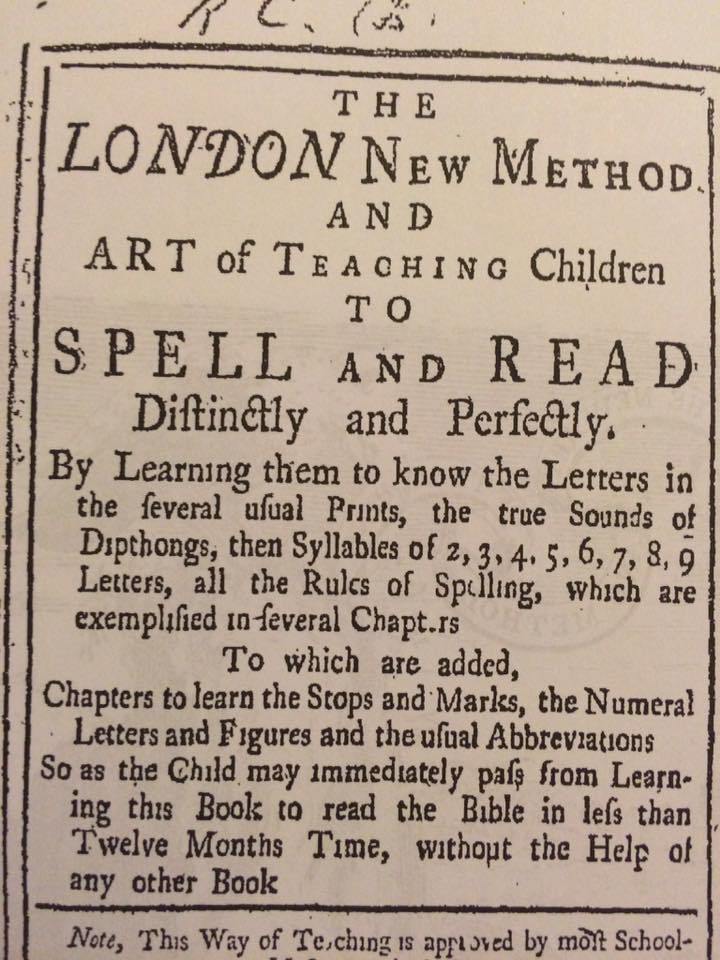 THE
LONDON NEW METHOD.
AND
ART of TEACHING Children
TO
SPELL AND READ
Diſtinctly and Perfectly.
By Learning them to know the Letters in
the ſeveral uſual Prints, the true Sounds of
Dipthongs, then Syllables of 2, 3, 4. 5, 6, 7, 8, 9
Letters, all the Rules of Spelling, which are
exemplified in ſeveral Chapt.rs
To which are added,
Chapters to learn the Stops and Marks, the Numeral
Letters and Figures and the uſual Abbreviations
So as the Child may immediately paſs from Learn-
ing this Book to read the Bible in leſs than
Twelve Months Time, without the Help of
any other Book
Note, This Way of Teaching is approved by moſt School-